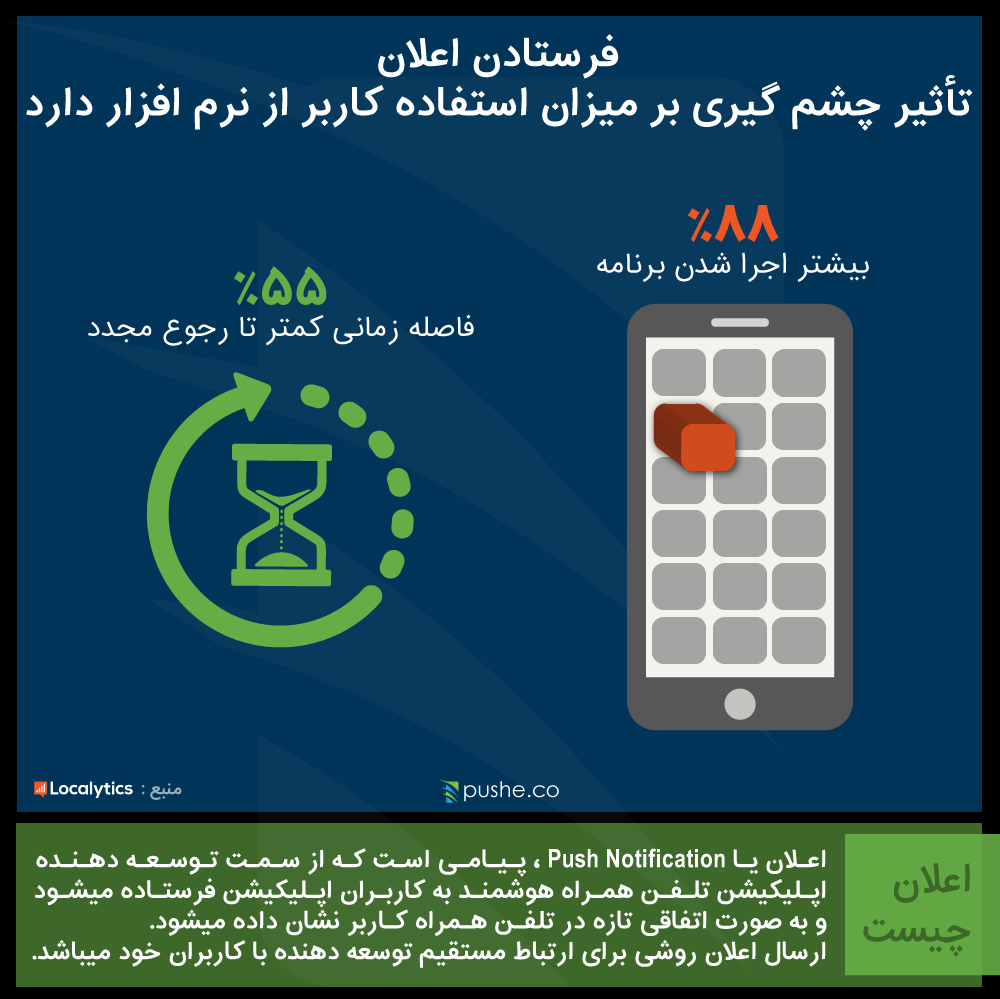 فرستادن اعلان
تأثیر چشم گیری بر میزان استفاده کاربر از نرم افزار دارد
٪۸۸
بیشتر اجرا شدن برنامه
٪۵۵
فاصله زمانی کمتر تا رجوع مجدد
منبع : Localytics
pushe.co
اعلان
چیست
اعلان یا Push Notification ، پیامی است که از سمت توسعه دهنده
اپلیکیشن تلفن همراه هوشمند به کاربران اپلیکیشن فرستاده میشود
و به صورت اتفاقی تازه در تلفن همراه کاربر نشان داده میشود.
ارسال اعلان روشی برای ارتباط مستقیم توسعه دهنده با کاربران خود میباشد.